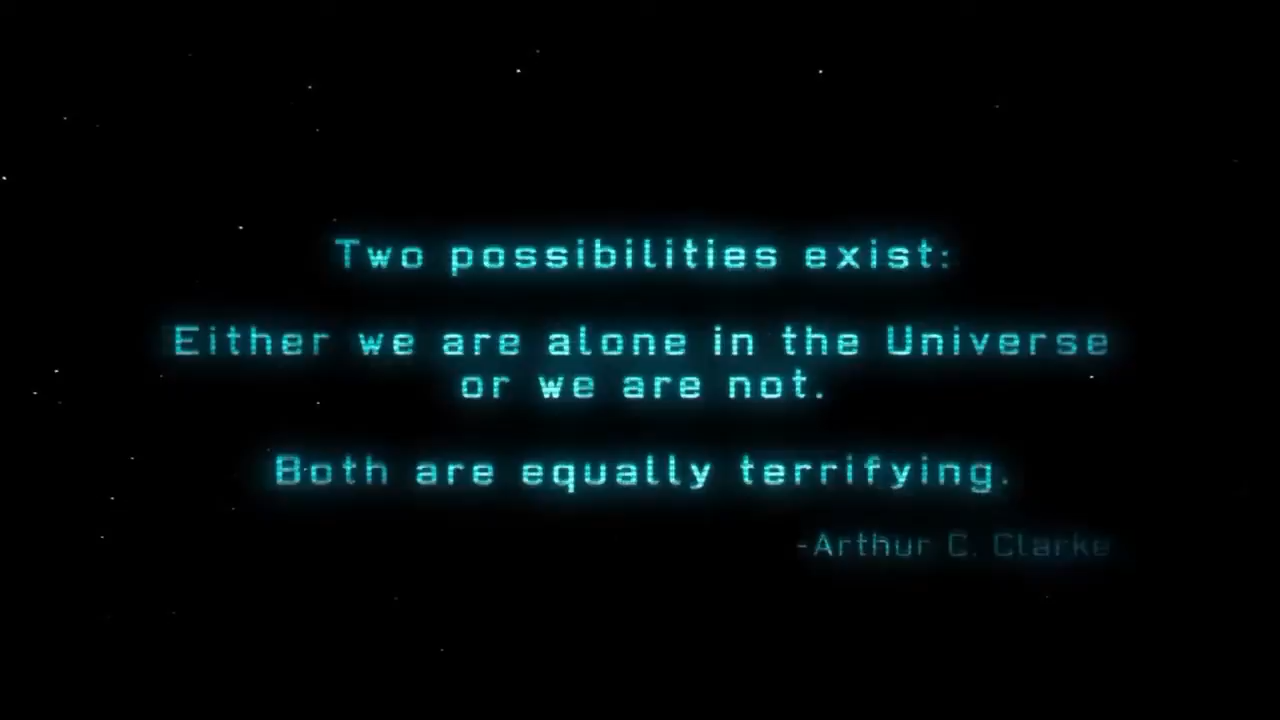 Two possibilities exist:
Either we are alone in the Universe
or we are not.
Both are equally terrifying.
-Arthur C. Clarke